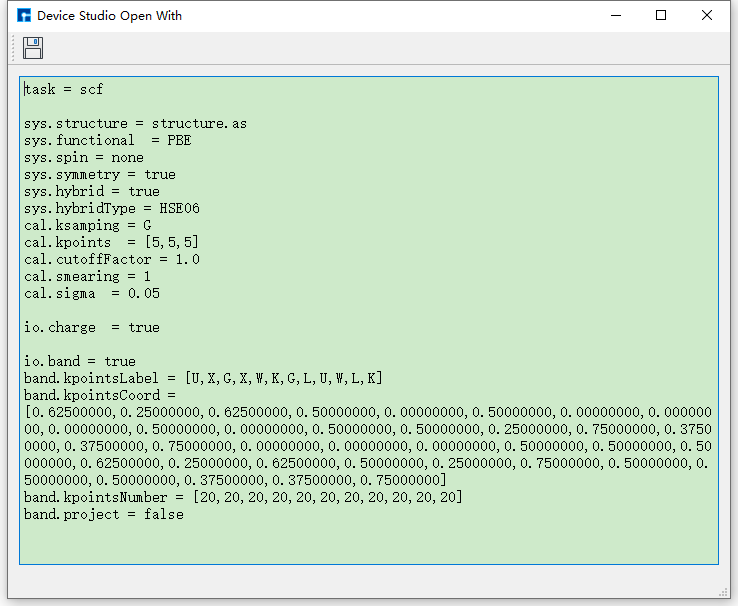 Device Studio Open With
task = scf
sys.structure = structure.as
sys.functional  = PBE
sys.spin = none
sys.symmetry = true
sys.hybrid = true
sys.hybridType = HSE06
cal.ksamping = G
cal.kpoints  = [5,5,5]
cal.cutoffFactor = 1.0
cal.smearing = 1
cal.sigma  = 0.05
io.charge  = true
io.band = true
band.kpointsLabel = [U,X,G,X,W,K,G,L,U,W,L,K]
band.kpointsCoord =
[0.62500000,0.25000000,0.62500000,0.50000000,0.00000000,0.50000000,0.00000000,0.000000
00,0.00000000,0.50000000,0.00000000,0.50000000,0.50000000,0.25000000,0.75000000,0.3750
0000,0.37500000,0.75000000,0.00000000,0.00000000,0.00000000,0.50000000,0.50000000,0.50
000000,0.62500000,0.25000000,0.62500000,0.50000000,0.25000000,0.75000000,0.50000000,0.
50000000,0.50000000,0.37500000,0.37500000,0.75000000]
band.kpointsNumber = [20,20,20,20,20,20,20,20,20,20,20]
band.project = false